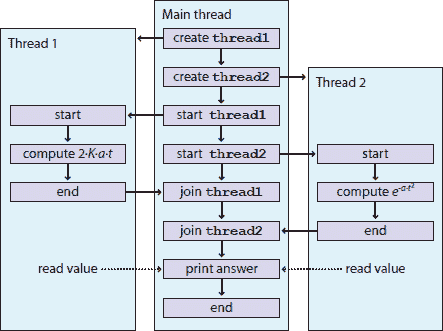 Main thread
Thread 1
create thread1
create thread2
Thread 2
start
start thread1
compute 2·K·a·t
start thread2
start
end
join thread1
compute e^-a·t²
join thread2
end
read value
print answer
read value
end